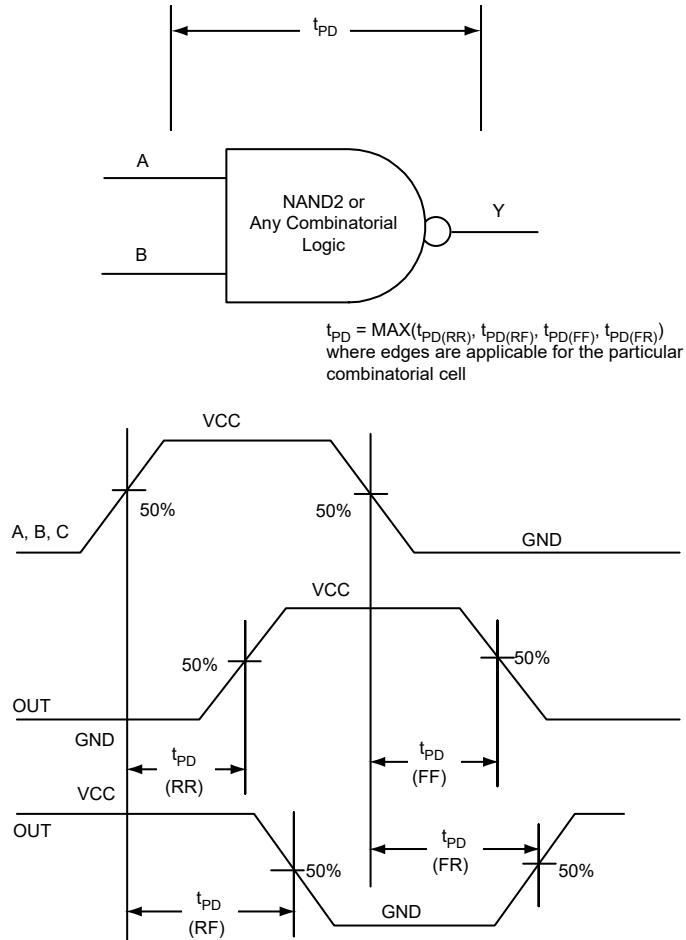 tPD
A
NAND2 or
Any Combinatorial
Logic
Y
B
tPD = MAX(tPD(RR), tPD(RF), tPD(FF), tPD(FR))
where edges are applicable for the particular
combinatorial cell
VCC
50%
50%
A, B, C
GND
VCC
50%
50%
OUT
GND
tPD
(RR)
tPD
(FF)
VCC
OUT
tPD
(FR)
50%
50%
tPD
(RF)
GND